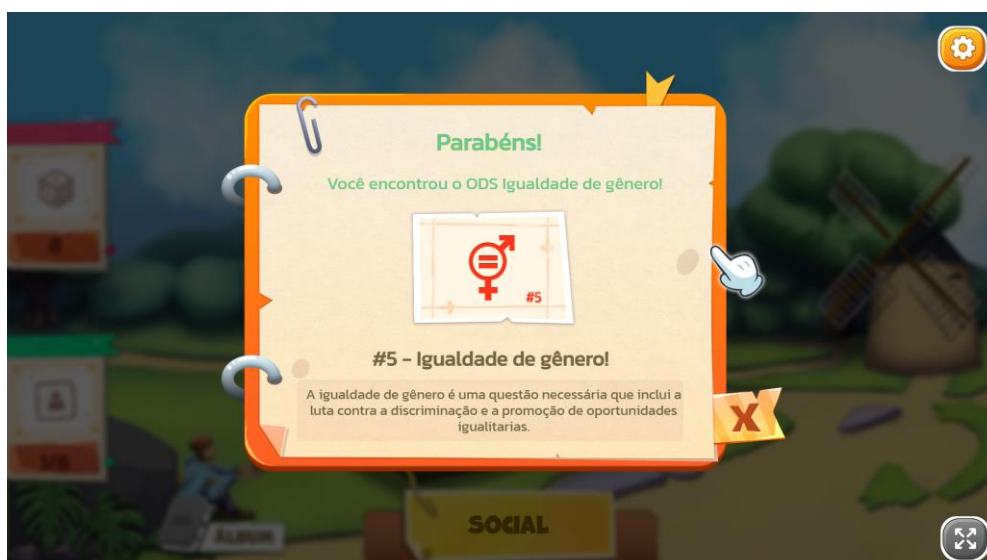 Parabéns!
Você encontrou o ODS Igualdade de gênero!
#5
#5 – Igualdade de gênero!
A igualdade de gênero é uma questão necessária que inclui a
luta contra a discriminação e a promoção de oportunidades
igualitarias.
X
ÁLBUM
SOCIAL